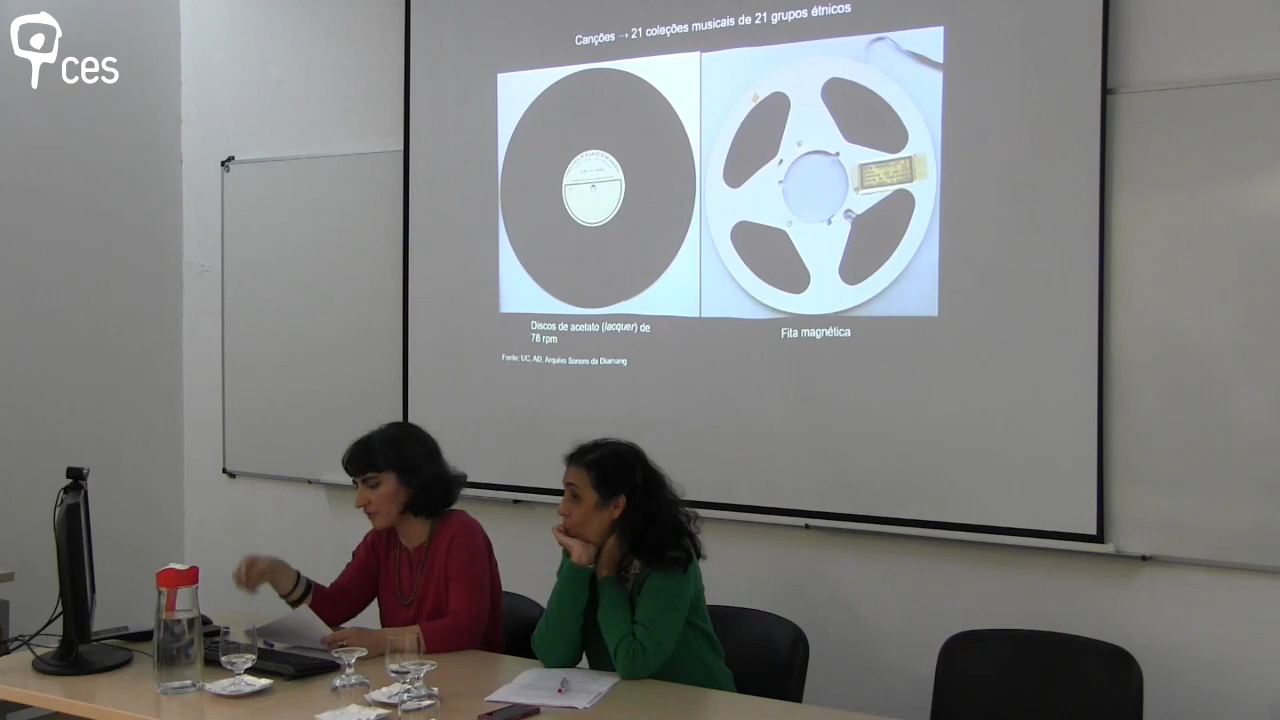 ces
Canções → 21 coleções musicais de 21 grupos étnicos
Discos de acetato (lacquer) de
78 rpm
Fita magnética
Fonte: UC, AD, Arquivo Sonoro da Diamang